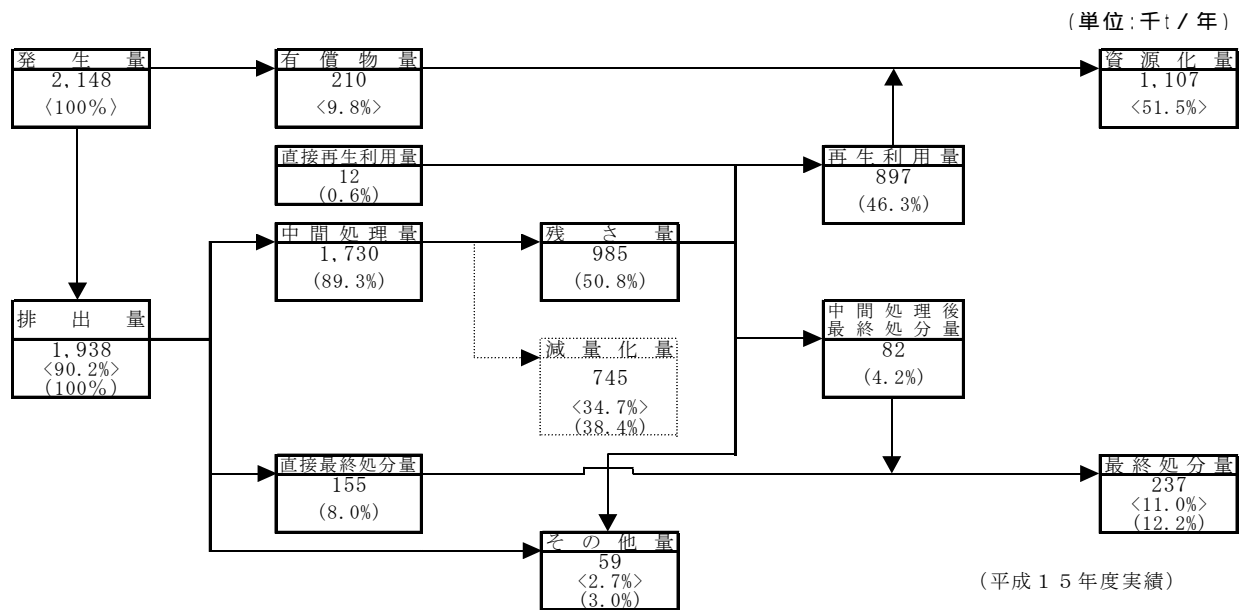 (単位:千t/年)
発生量
2,148
〈100%〉
有償物量
210
<9.8%>
資源化量
1,107
<51.5%>
直接再生利用量
12
(0.6%)
再生利用量
897
(46.3%)
中間処理量
1,730
(89.3%)
残さ量
985
(50.8%)
排出量
1,938
<90.2%>
(100%)
減量化量
745
<34.7%>
(38.4%)
中間処理後
最終処分量
82
(4.2%)
直接最終処分量
155
(8.0%)
最終処分量
237
<11.0%>
(12.2%)
その他量
59
<2.7%>
(3.0%)
(平成15年度実績)